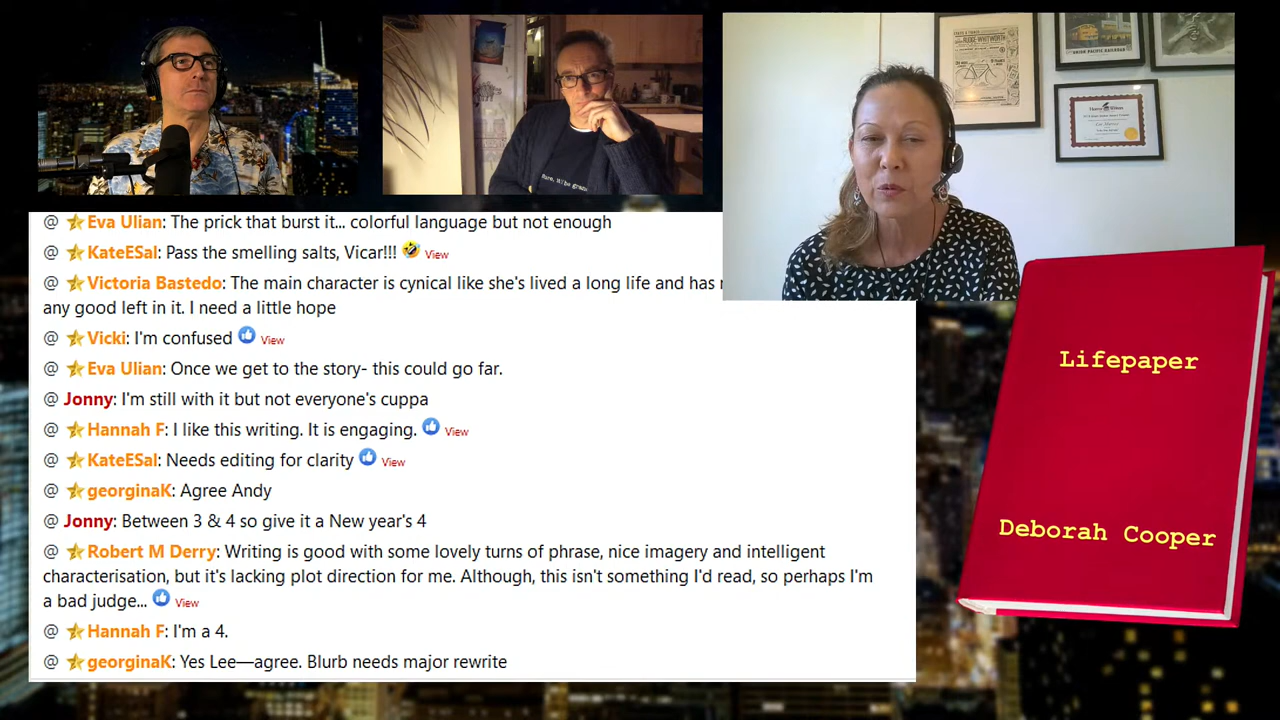 @ Eva Ulian: The prick that burst it... colorful language but not enough
@ KateESal: Pass the smelling salts, Vicar!!! 🤣 View
@ Victoria Bastedo: The main character is cynical like she's lived a long life and has
any good left in it. I need a little hope
@ Vicki: I'm confused 👍 View
@ Eva Ulian: Once we get to the story- this could go far.
@ Jonny: I'm still with it but not everyone's cuppa
@ Hannah F: I like this writing. It is engaging. 👍 View
@ KateESal: Needs editing for clarity 👍 View
@ georginaK: Agree Andy
@ Jonny: Between 3 & 4 so give it a New year's 4
@ Robert M Derry: Writing is good with some lovely turns of phrase, nice imagery and intelligent
characterisation, but it's lacking plot direction for me. Although, this isn't something I'd read, so perhaps I'm
a bad judge... 👍 View
@ Hannah F: I'm a 4.
@ georginaK: Yes Lee—agree. Blurb needs major rewrite
Lifepaper
Deborah Cooper
RUDGE-WHITWORTH
UNION PACIFIC RAILROAD